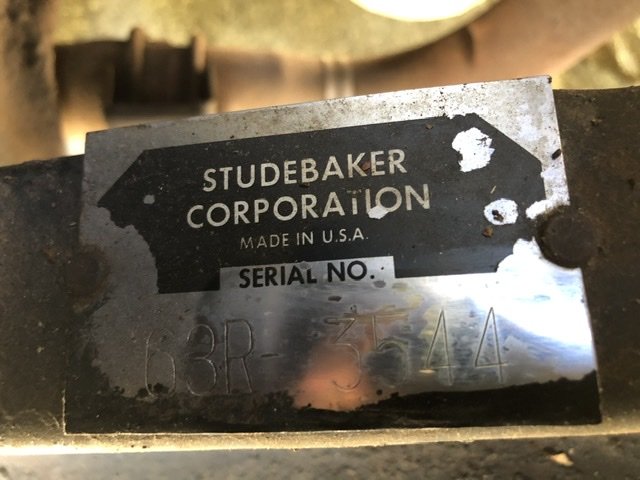 STUDEBAKER
CORPORATION
MADE IN U.S.A.
SERIAL NO.
63R-3544